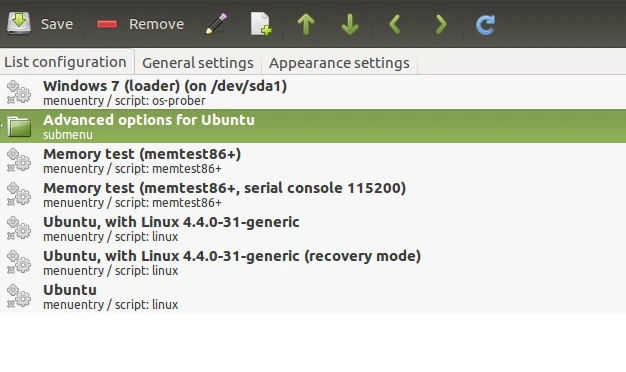 Save Remove
List configuration General settings Appearance settings
Windows 7 (loader) (on /dev/sda1)
menuentry / script: os-prober
Advanced options for Ubuntu
submenu
Memory test (memtest86+)
menuentry / script: memtest86+
Memory test (memtest86+, serial console 115200)
menuentry / script: memtest86+
Ubuntu, with Linux 4.4.0-31-generic
menuentry / script: linux
Ubuntu, with Linux 4.4.0-31-generic (recovery mode)
menuentry / script: linux
Ubuntu
menuentry / script: linux